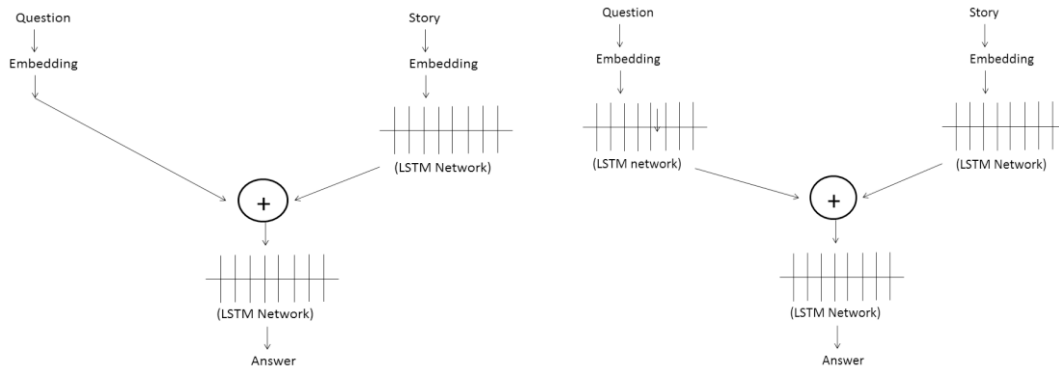 Question
Embedding
Story
Embedding
(LSTM Network)
+
(LSTM Network)
Answer
Question
Embedding
(LSTM network)
Story
Embedding
(LSTM Network)
+
(LSTM Network)
Answer